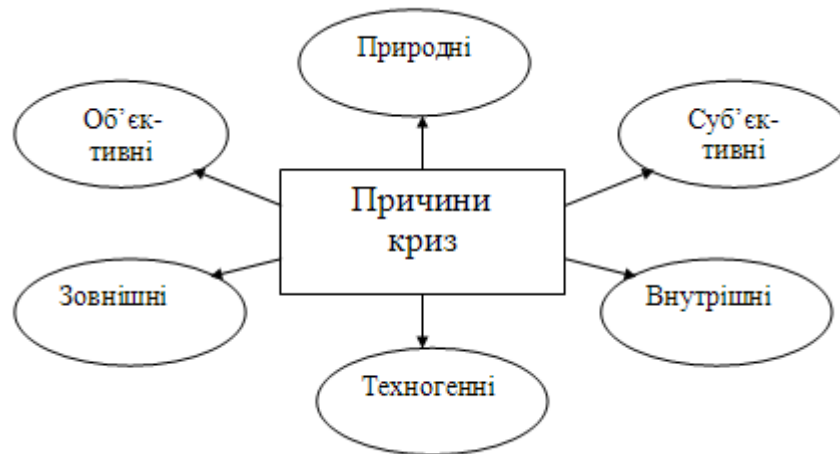 Природні
Об’єк-
тивні
Суб’єк-
тивні
Причини
криз
Зовнішні
Внутрішні
Техногенні